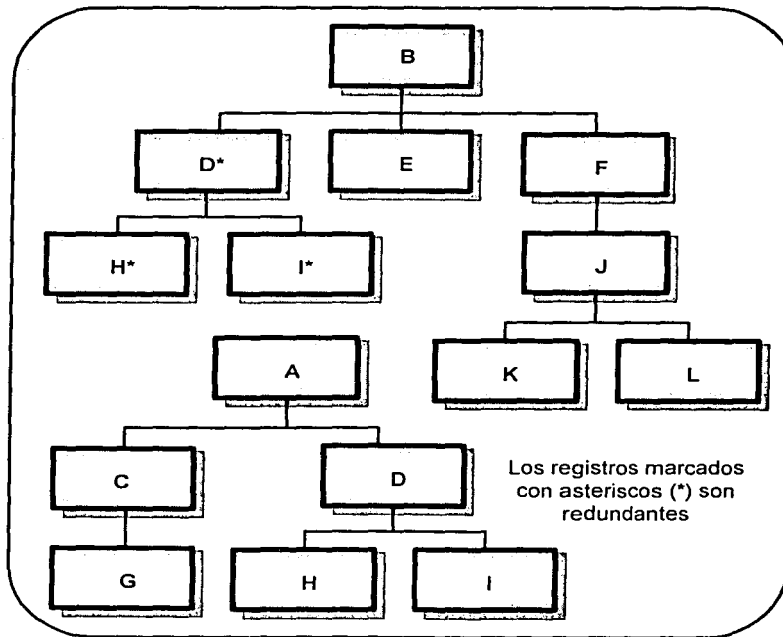 B
D*
E
F
H*
I*
J
A
K
L
C
D
Los registros marcados
con asteriscos (*) son
redundantes
G
H
I